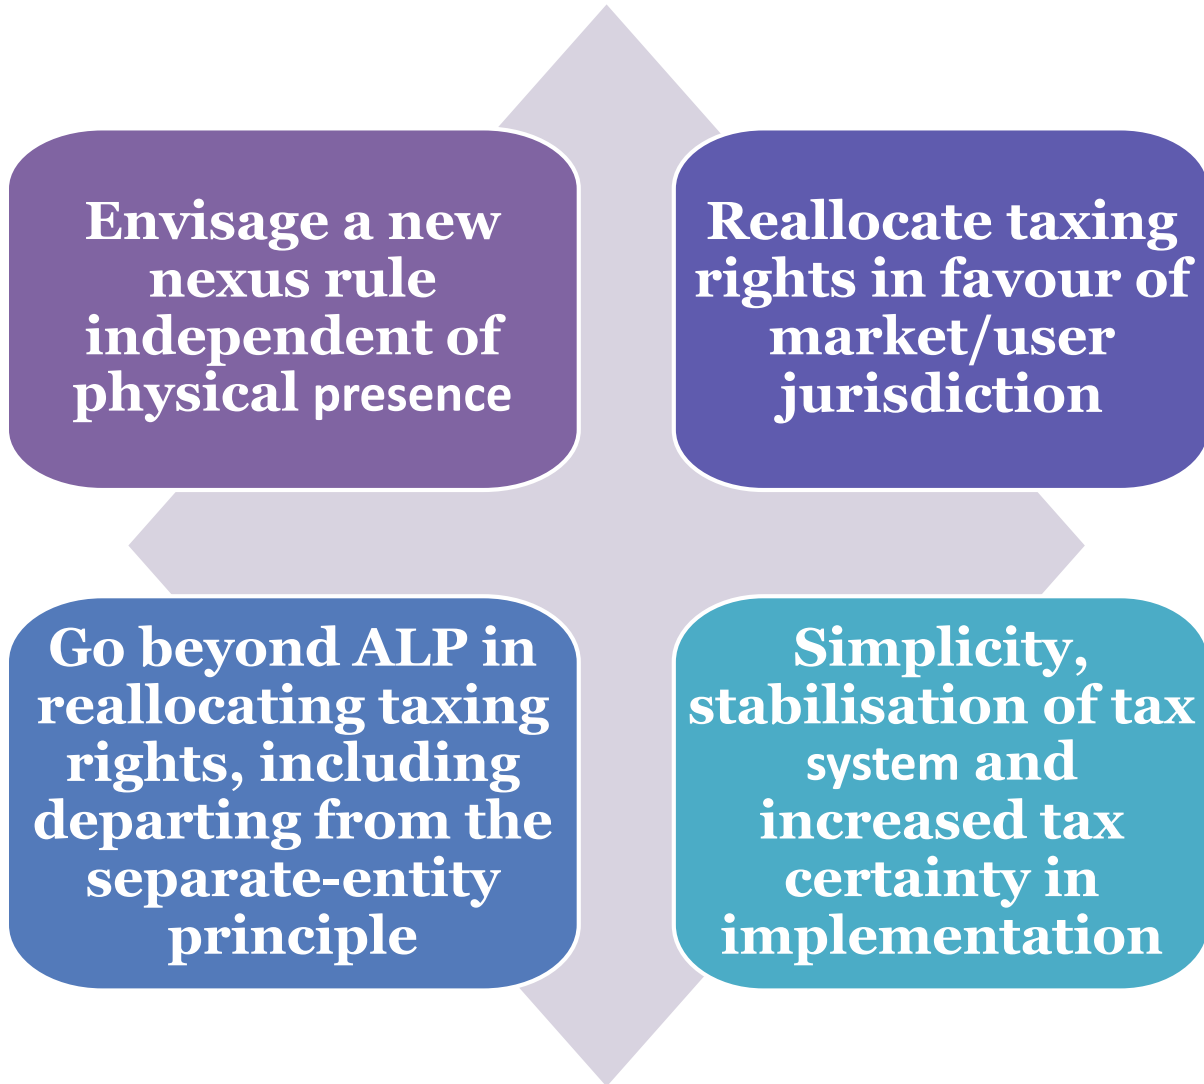 Envisage a new
nexus rule
independent of
physical presence
Reallocate taxing
rights in favour of
market/user
jurisdiction
Go beyond ALP in
reallocating taxing
rights, including
departing from the
separate-entity
principle
Simplicity,
stabilisation of tax
system and
increased tax
certainty in
implementation